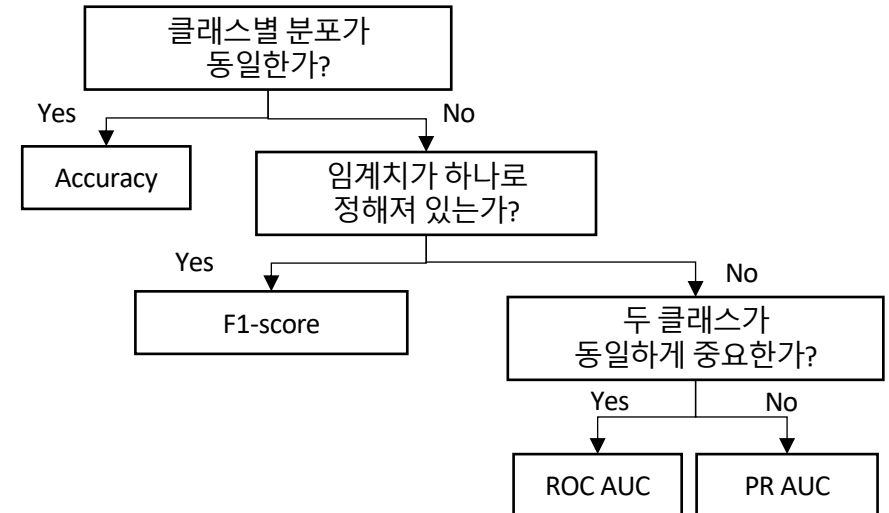 클래스별 분포가
동일한가?
Yes
No
Accuracy
임계치가 하나로
정해져 있는가?
Yes
No
F1-score
두 클래스가
동일하게 중요한가?
Yes
No
ROC AUC
PR AUC